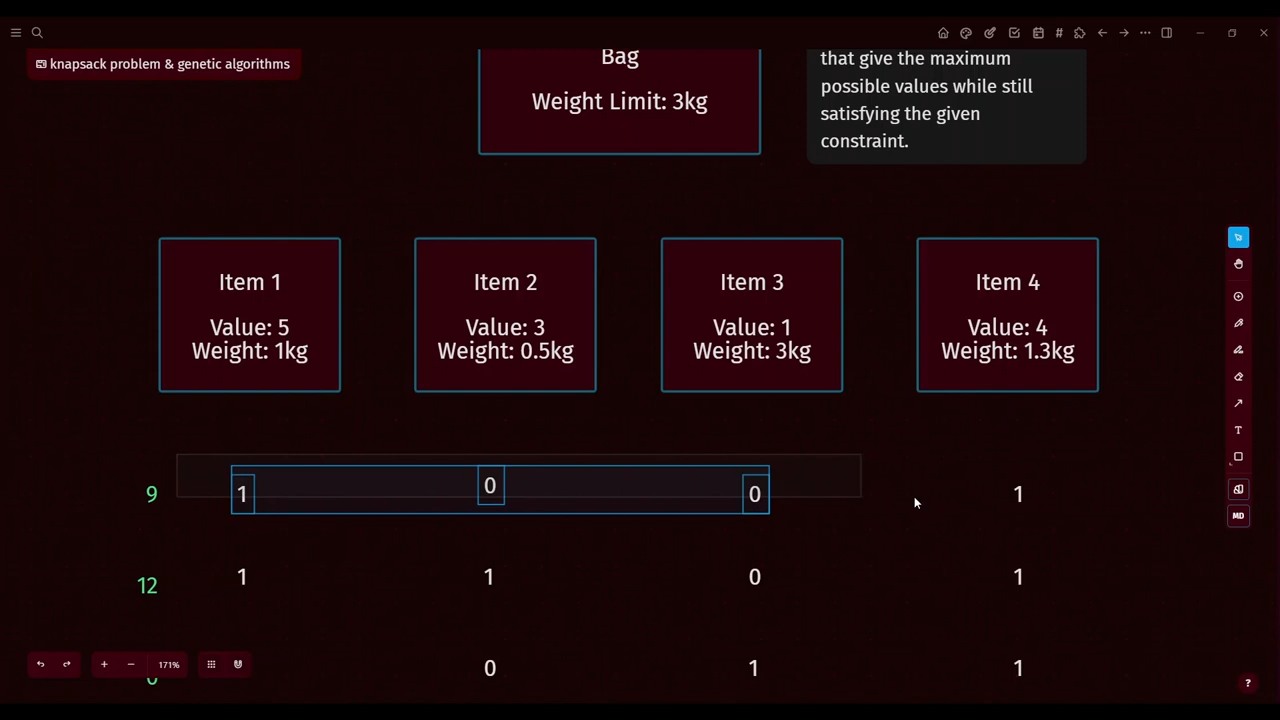 knapsack problem & genetic algorithms
Bag
Weight Limit: 3kg
that give the maximum
possible values while still
satisfying the given
constraint.
Item 1
Value: 5
Weight: 1kg
Item 2
Value: 3
Weight: 0.5kg
Item 3
Value: 1
Weight: 3kg
Item 4
Value: 4
Weight: 1.3kg
9 1 0 0 1
12 1 1 0 1
0 1 1
171%
MD
?